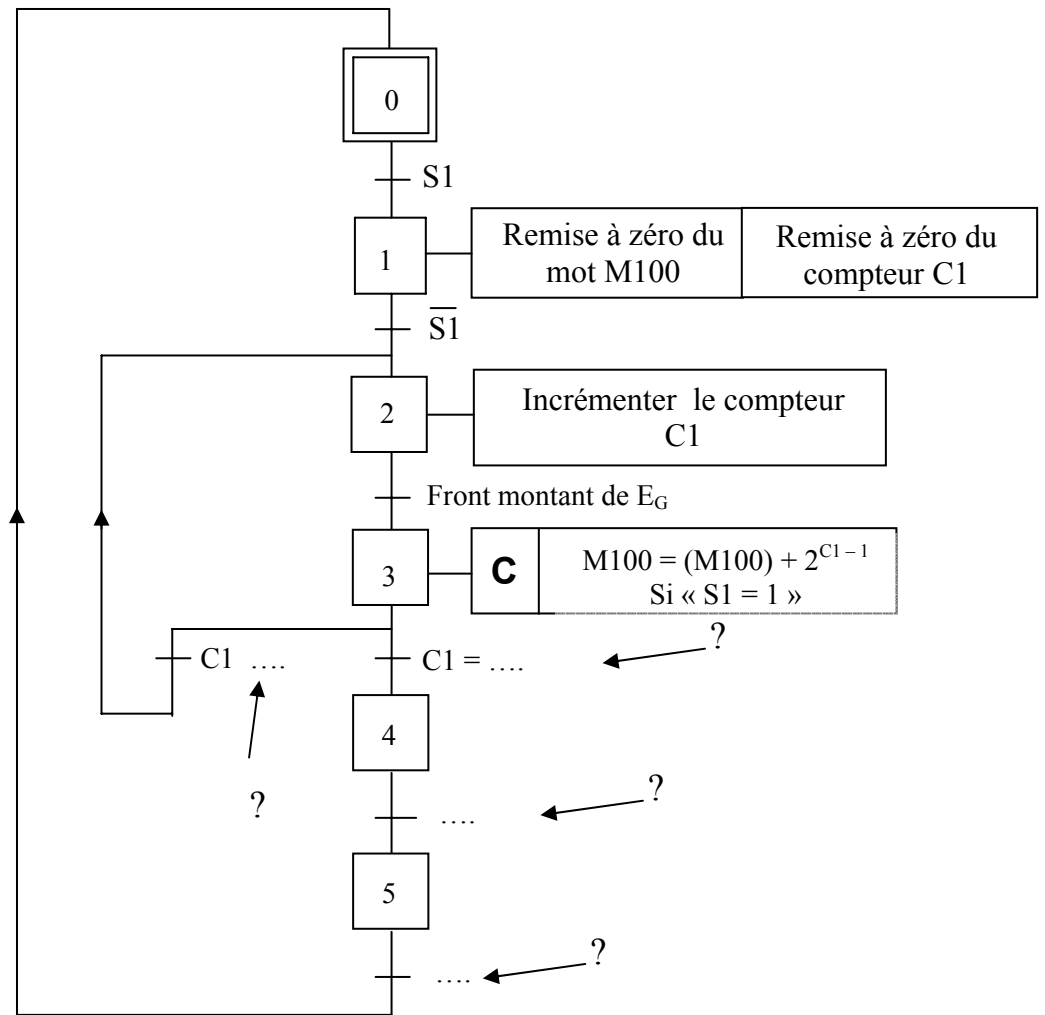 0
S1
1
Remise à zéro du
mot M100
Remise à zéro du
compteur C1
S̅1̅
2
Incrémenter le compteur
C1
Front montant de E_G
3
C
M100 = (M100) + 2^{C1 – 1}
Si « S1 = 1 »
C1 ….
C1 = ….
?
4
?
….
?
5
….
?